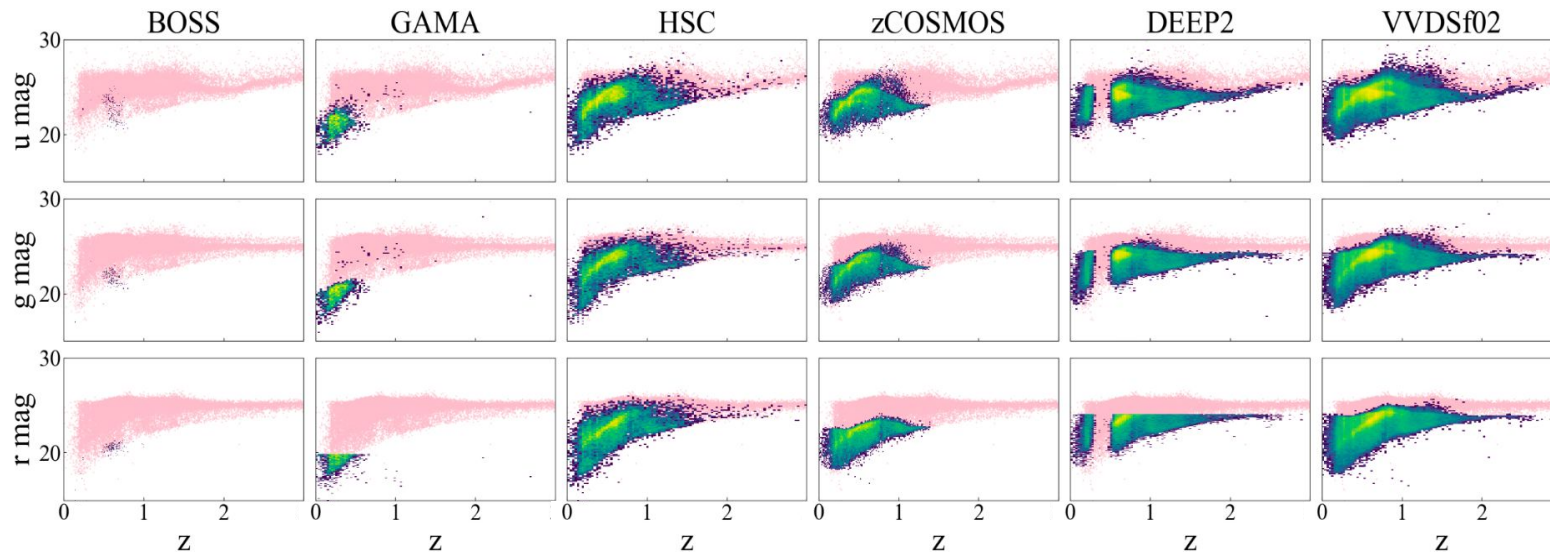 BOSS GAMA HSC zCOSMOS DEEP2 VVDSf02
30
u mag
20
30
g mag
20
30
r mag
20
0 1 2 0 1 2 0 1 2 0 1 2 0 1 2 0 1 2
z z z z z z